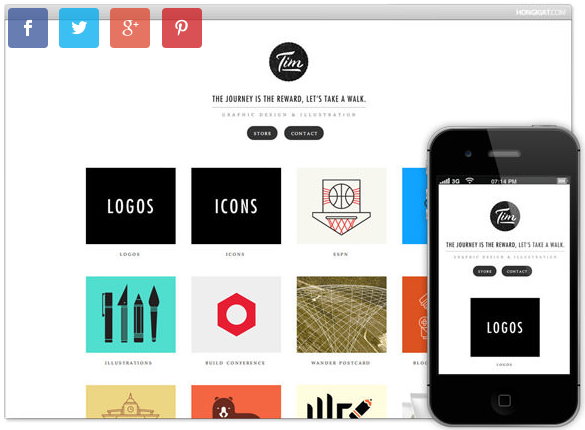 f
g+
HONGKIAT.COM
Tim
THE JOURNEY IS THE REWARD, LET'S TAKE A WALK.
GRAPHIC DESIGN & ILLUSTRATION
STORE CONTACT
LOGOS ICONS
LOGOS ICONS ESPN
ILLUSTRATIONS BUILD CONFERENCE WANDER POSTCARD
3G 07:14 PM
Tim
THE JOURNEY IS THE REWARD, LET'S TAKE A WALK.
GRAPHIC DESIGN & ILLUSTRATION
STORE CONTACT
LOGOS
LOGOS